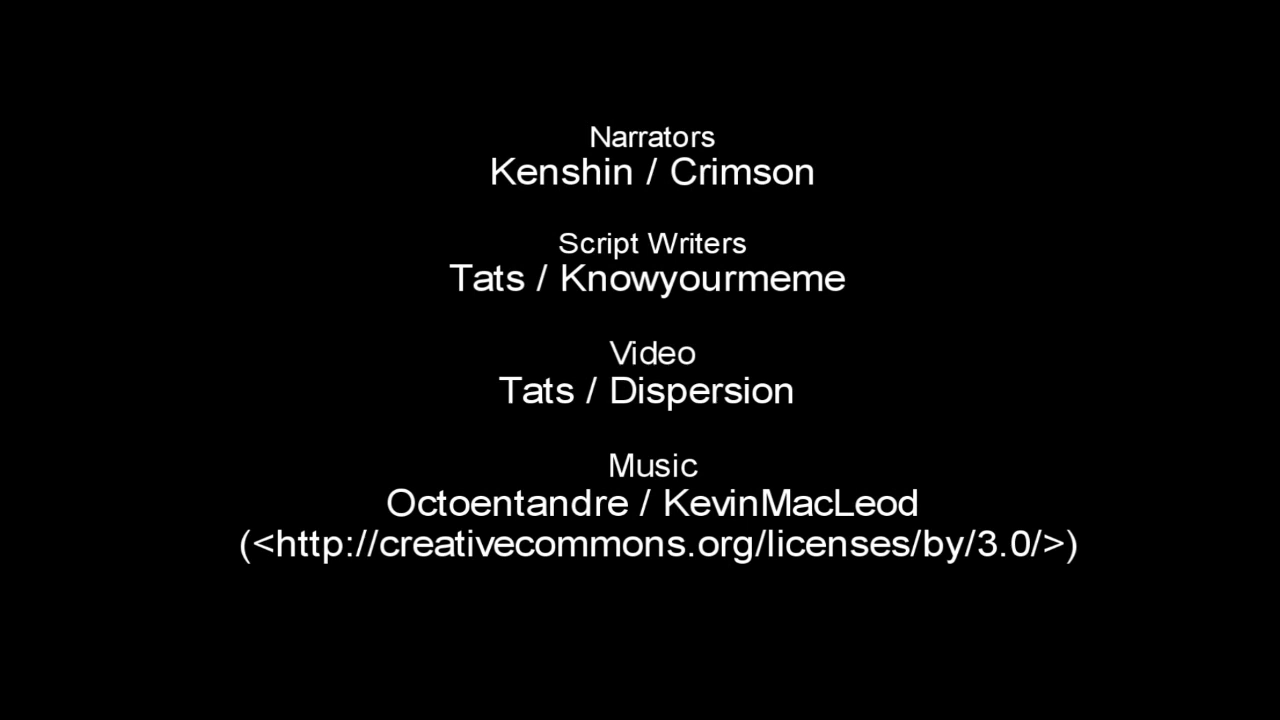 Narrators
Kenshin / Crimson
Script Writers
Tats / Knowyourmeme
Video
Tats / Dispersion
Music
Octoentandre / KevinMacLeod
(<http://creativecommons.org/licenses/by/3.0/>)